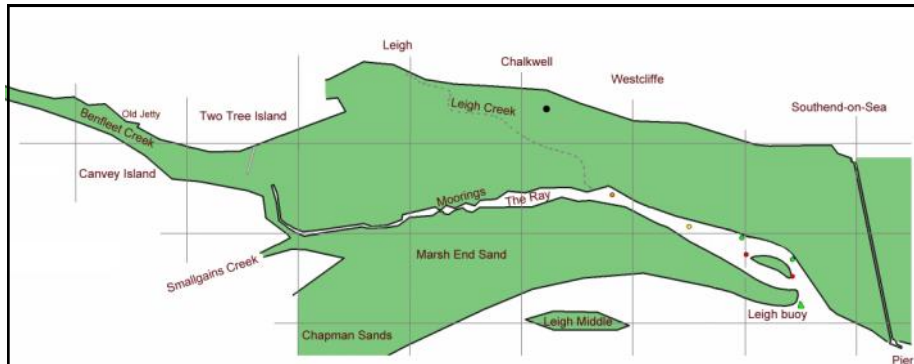 Leigh
Chalkwell
Westcliffe
Southend-on-Sea
Old Jetty
Two Tree Island
Leigh Creek
Benfleet Creek
Canvey Island
Moorings
The Ray
Marsh End Sand
Smallgains Creek
Leigh buoy
Leigh Middle
Chapman Sands
Pier